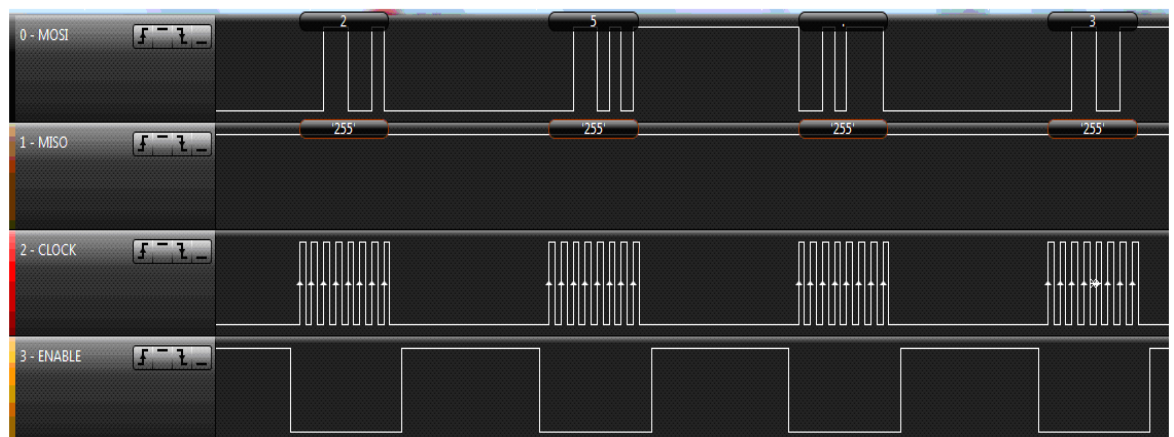 0 - MOSI
2 5 . 3
1 - MISO
'255' '255' '255' '255'
2 - CLOCK
3 - ENABLE